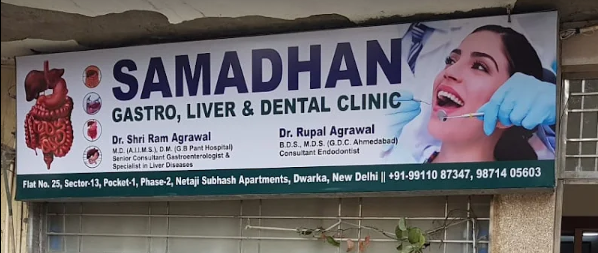 SAMADHAN
GASTRO, LIVER & DENTAL CLINIC
Dr. Shri Ram Agrawal
M.D. (A.I.I.M.S.), D.M. (G.B Pant Hospital)
Senior Consultant Gastroenterologist &
Specialist in Liver Diseases
Dr. Rupal Agrawal
B.D.S., M.D.S. (G.D.C. Ahmedabad)
Consultant Endodontist
Flat No. 25, Sector-13, Pocket-1, Phase-2, Netaji Subhash Apartments, Dwarka, New Delhi || +91-99110 87347, 98714 05603